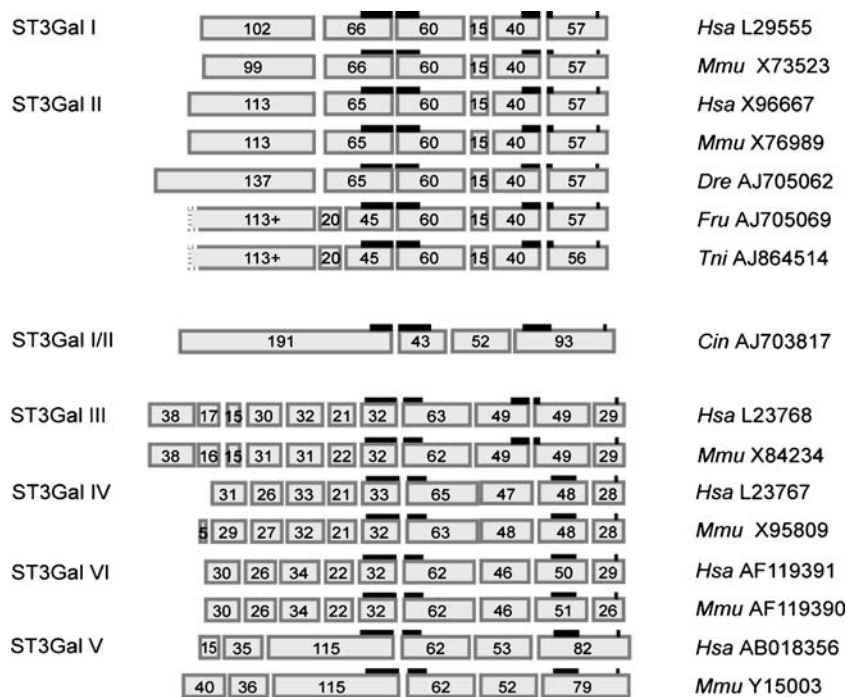 ST3Gal I 102 66 60 15 40 57 Hsa L29555
99 66 60 15 40 57 Mmu X73523
ST3Gal II 113 65 60 15 40 57 Hsa X96667
113 65 60 15 40 57 Mmu X76989
137 65 60 15 40 57 Dre AJ705062
113+ 20 45 60 15 40 57 Fru AJ705069
113+ 20 45 60 15 40 56 Tni AJ864514
ST3Gal I/II 191 43 52 93 Cin AJ703817
ST3Gal III 38 17 15 30 32 21 32 63 49 49 29 Hsa L23768
38 16 15 31 31 22 32 62 49 49 29 Mmu X84234
ST3Gal IV 31 26 33 21 33 65 47 48 28 Hsa L23767
5 29 27 32 21 32 63 48 48 28 Mmu X95809
ST3Gal VI 30 26 34 22 32 62 46 50 29 Hsa AF119391
30 26 34 22 32 62 46 51 26 Mmu AF119390
ST3Gal V 15 35 115 62 53 82 Hsa AB018356
40 36 115 62 52 79 Mmu Y15003